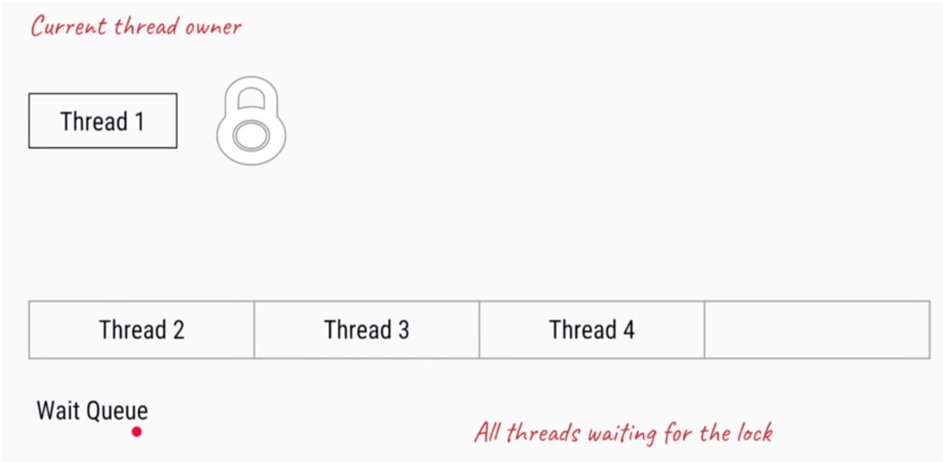 Current thread owner
Thread 1
Thread 2
Thread 3
Thread 4
Wait Queue
All threads waiting for the lock